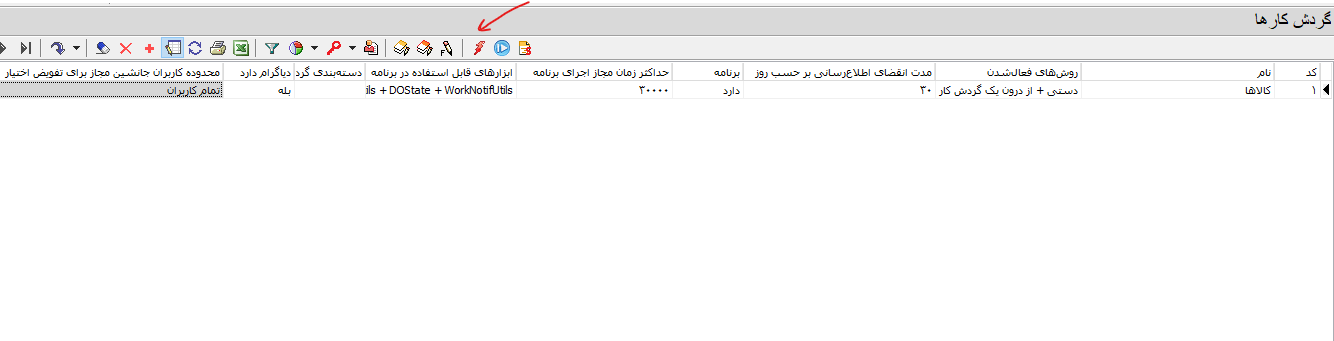 گردش کارها
کد نام روش‌های فعال‌شدن مدت انقضای اطلاع‌رسانی بر حسب روز برنامه حداکثر زمان مجاز اجرای برنامه ابزارهای قابل استفاده در برنامه دسته‌بندی گرد دیاگرام دارد محدوده کاربران جانشین مجاز برای تفویض اختیار
۱ کالاها دستی + از درون یک گردش کار ۳۰ دارد ۳۰۰۰۰ ils + DOState + WorkNotifUtils بله تمام کاربران